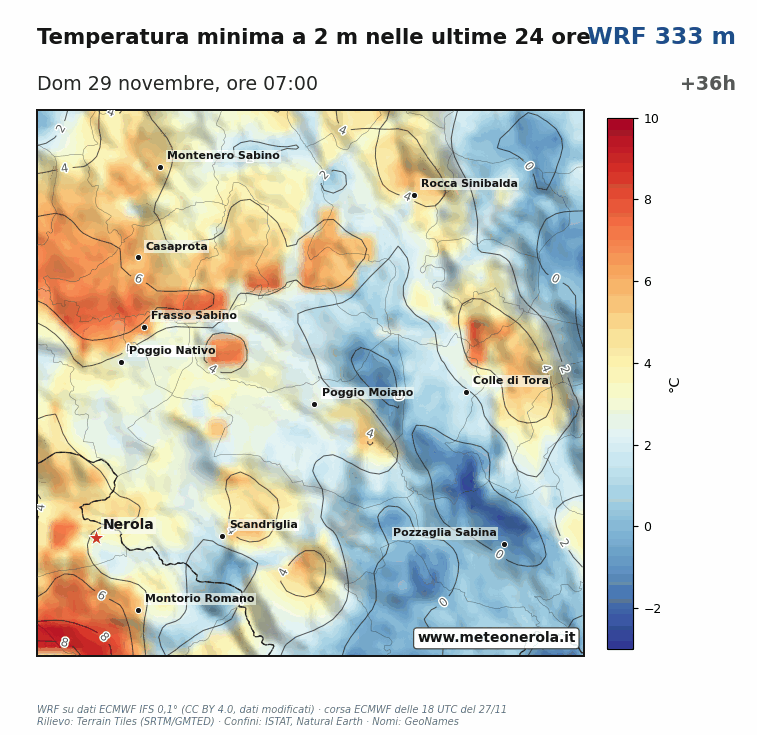 Temperatura minima a 2 m nelle ultime 24 ore WRF 333 m
Dom 29 novembre, ore 07:00 +36h
Montenero Sabino
Rocca Sinibalda
Casaprota
Frasso Sabino
Poggio Nativo
Colle di Tora
Poggio Moiano
Nerola
Scandriglia
Pozzaglia Sabina
Montorio Romano
www.meteonerola.it
10
8
6
4
2
0
−2
°C
WRF su dati ECMWF IFS 0,1° (CC BY 4.0, dati modificati) · corsa ECMWF delle 18 UTC del 27/11
Rilievo: Terrain Tiles (SRTM/GMTED) · Confini: ISTAT, Natural Earth · Nomi: GeoNames